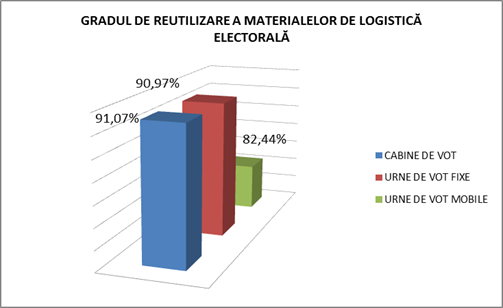 GRADUL DE REUTILIZARE A MATERIALELOR DE LOGISTICĂ
ELECTORALĂ
90,97%
91,07%
82,44%
CABINE DE VOT
URNE DE VOT FIXE
URNE DE VOT MOBILE